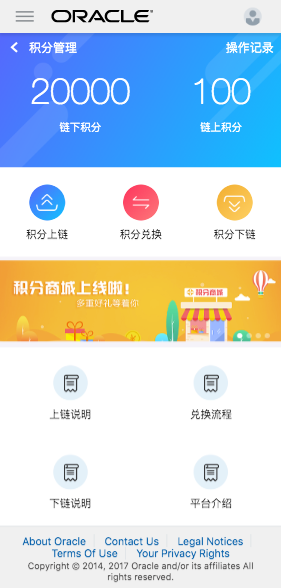 ORACLE
积分管理 操作记录
20000 100
链下积分 链上积分
积分上链 积分兑换 积分下链
积分商城上线啦！
多重好礼等着你
积分商城
上链说明 兑换流程
下链说明 平台介绍
About Oracle Contact Us Legal Notices
Terms Of Use Your Privacy Rights
Copyright © 2014, 2017 Oracle and/or its affiliates All
rights reserved.